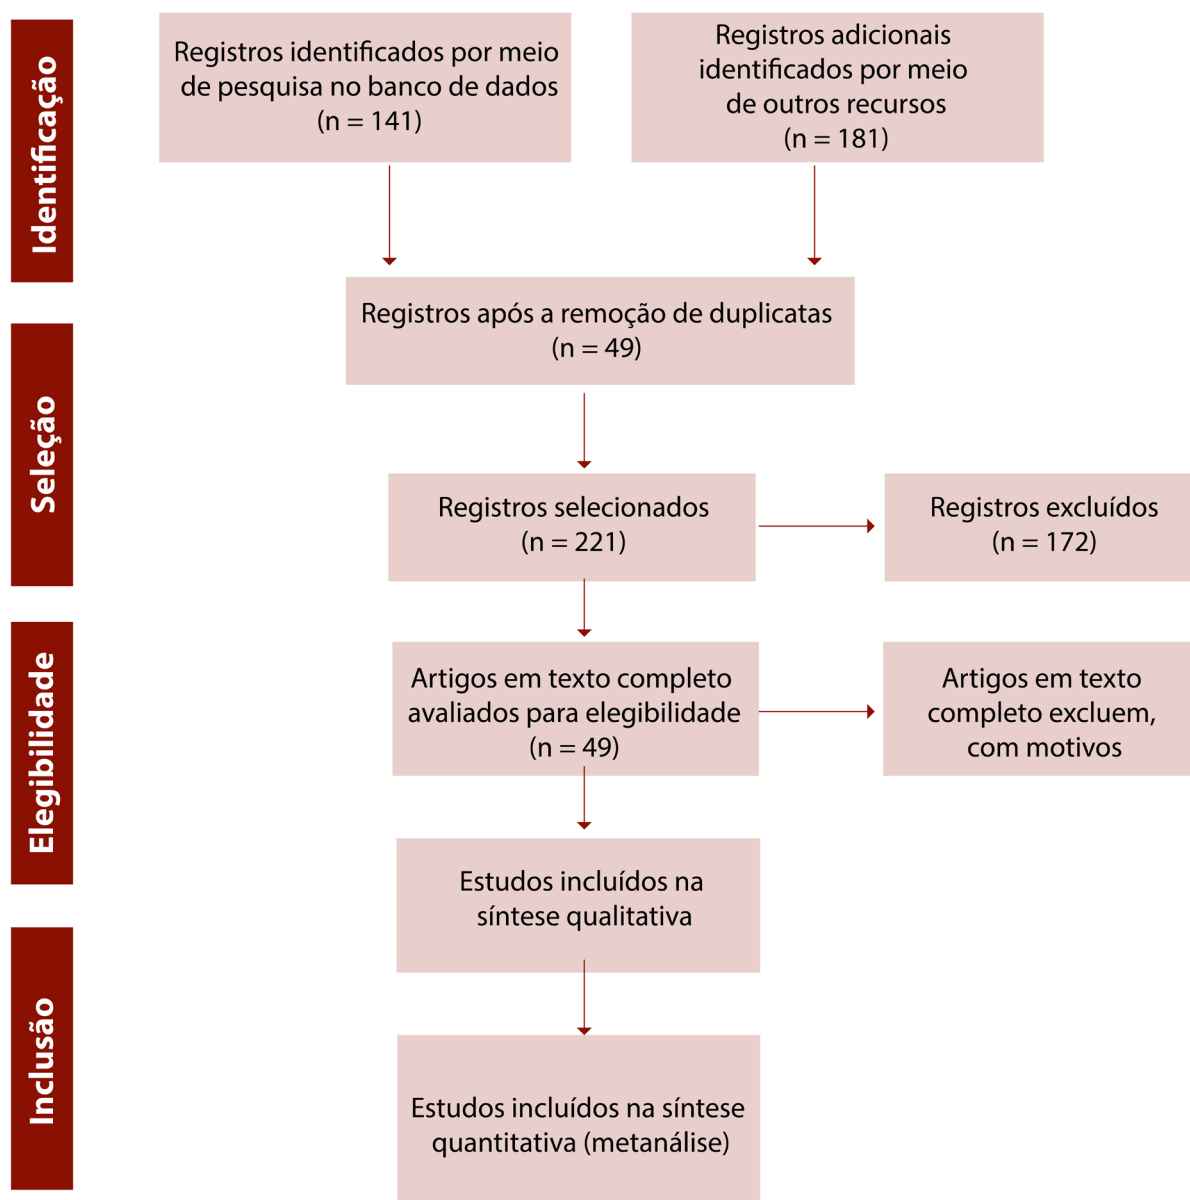 Identificação
Registros identificados por meio
de pesquisa no banco de dados
(n = 141)
Registros adicionais
identificados por meio
de outros recursos
(n = 181)
Registros após a remoção de duplicatas
(n = 49)
Seleção
Registros selecionados
(n = 221)
Registros excluídos
(n = 172)
Elegibilidade
Artigos em texto completo
avaliados para elegibilidade
(n = 49)
Artigos em texto
completo excluem,
com motivos
Estudos incluídos na
síntese qualitativa
Inclusão
Estudos incluídos na síntese
quantitativa (metanálise)